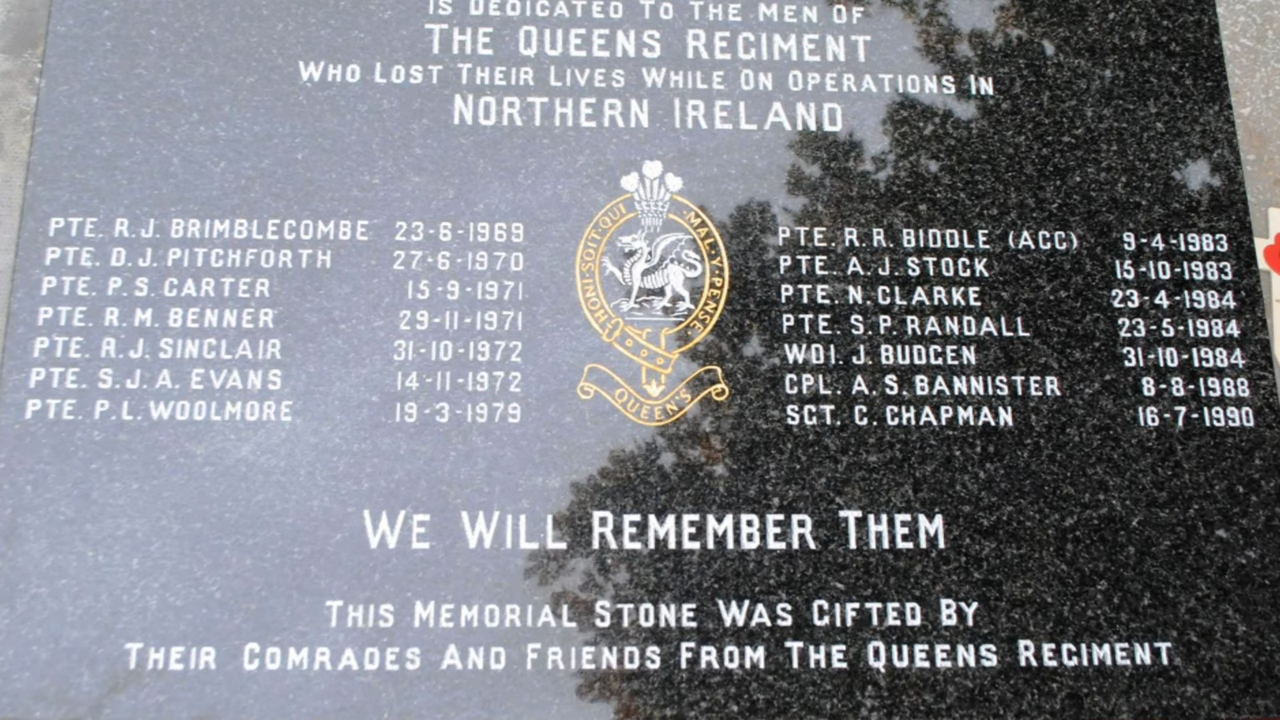 IS DEDICATED TO THE MEN OF
THE QUEENS REGIMENT
WHO LOST THEIR LIVES WHILE ON OPERATIONS IN
NORTHERN IRELAND
PTE. R.J. BRIMBLECOMBE 23-6-1969
PTE. D.J. PITCHFORTH 27-6-1970
PTE. P.S. CARTER 15-9-1971
PTE. R.M. BENNER 29-11-1971
PTE. R.J. SINCLAIR 31-10-1972
PTE. S.J.A. EVANS 14-11-1972
PTE. P.L. WOOLMORE 19-3-1979
HONI·SOIT·QUI·MAL·Y·PENSE
QUEEN'S
PTE. R.R. BIDDLE (ACC) 9-4-1983
PTE. A.J. STOCK 15-10-1983
PTE. N. CLARKE 23-4-1984
PTE. S.P. RANDALL 23-5-1984
WO1. J. BUDGEN 31-10-1984
CPL. A.S. BANNISTER 8-8-1988
SGT. C. CHAPMAN 16-7-1990
WE WILL REMEMBER THEM
THIS MEMORIAL STONE WAS GIFTED BY
THEIR COMRADES AND FRIENDS FROM THE QUEENS REGIMENT